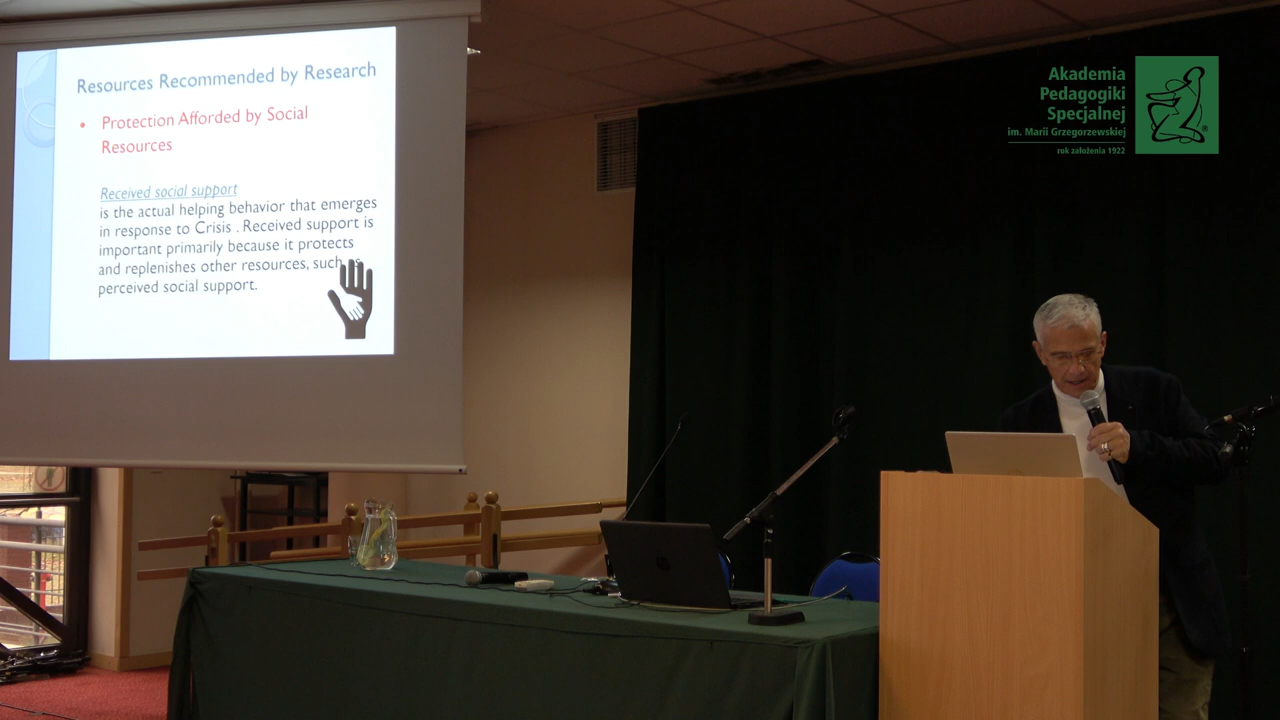 Resources Recommended by Research
• Protection Afforded by Social
Resources
Received social support
is the actual helping behavior that emerges
in response to Crisis . Received support is
important primarily because it protects
and replenishes other resources, such
perceived social support.
Akademia
Pedagogiki
Specjalnej
im. Marii Grzegorzewskiej
rok założenia 1922
®